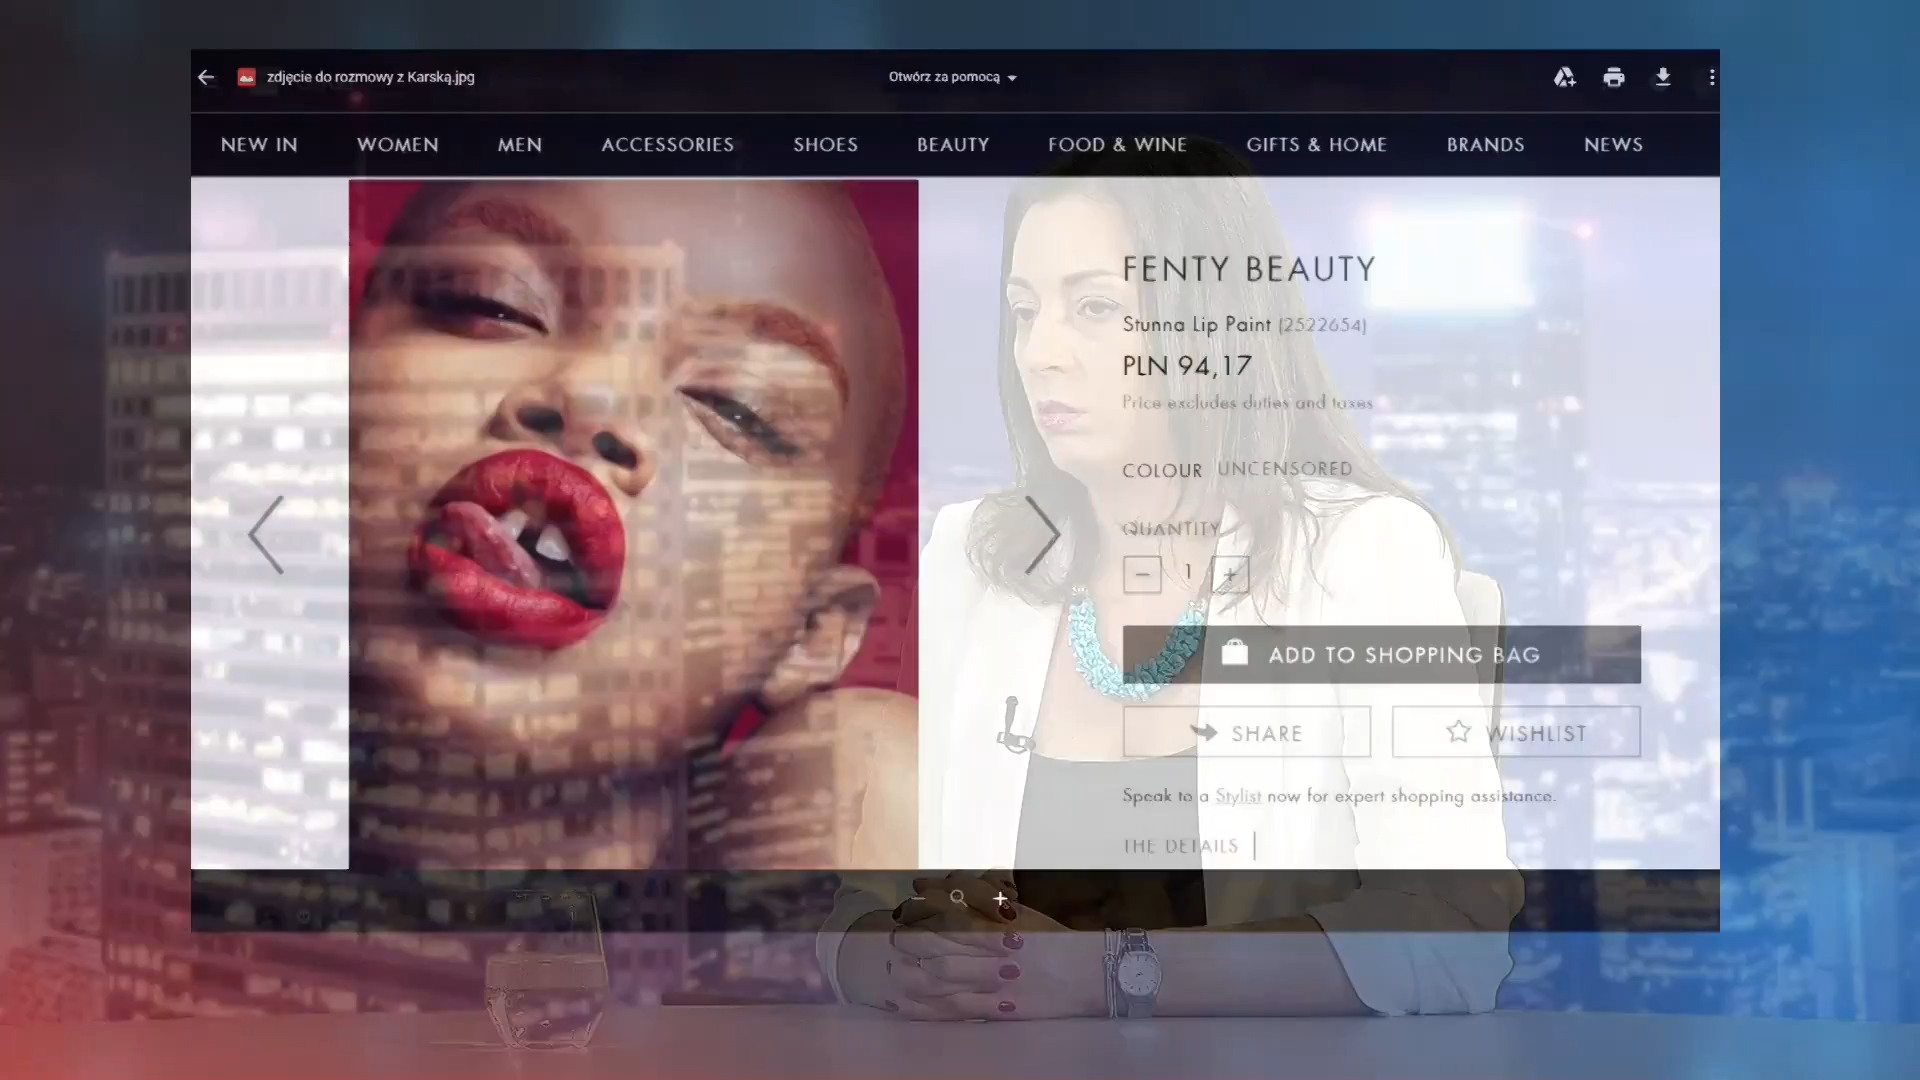 zdjęcie do rozmowy z Karską.jpg
Otwórz za pomocą
NEW IN WOMEN MEN ACCESSORIES SHOES BEAUTY FOOD & WINE GIFTS & HOME BRANDS NEWS
FENTY BEAUTY
Stunna Lip Paint (2522654)
PLN 94,17
Price excludes duties and taxes
COLOUR UNCENSORED
QUANTITY
1
ADD TO SHOPPING BAG
SHARE WISHLIST
Speak to a Stylist now for expert shopping assistance.
THE DETAILS